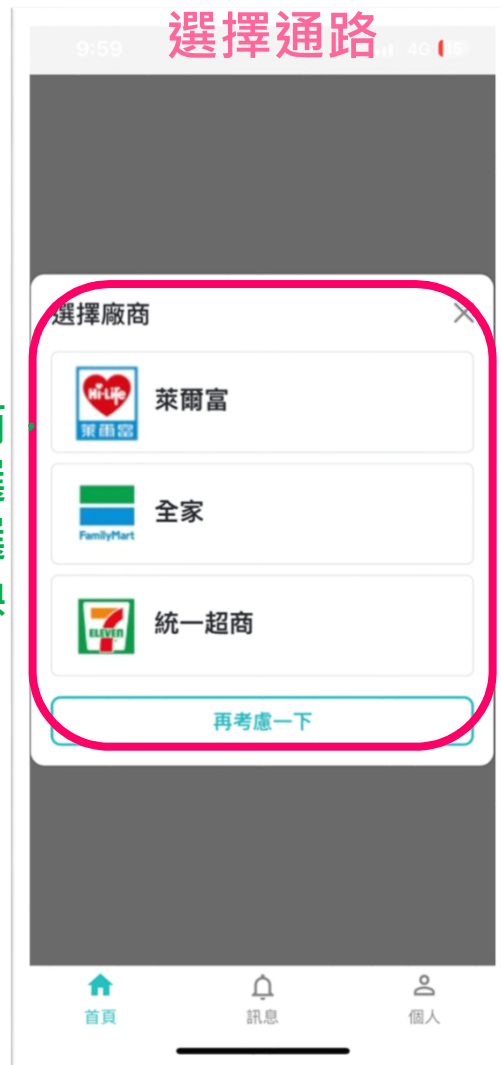 選擇通路
9:59
4G
選擇廠商
Hi-Life
萊爾富
萊爾富
FamilyMart
全家
ELEVEN
統一超商
再考慮一下
首頁
訊息
個人